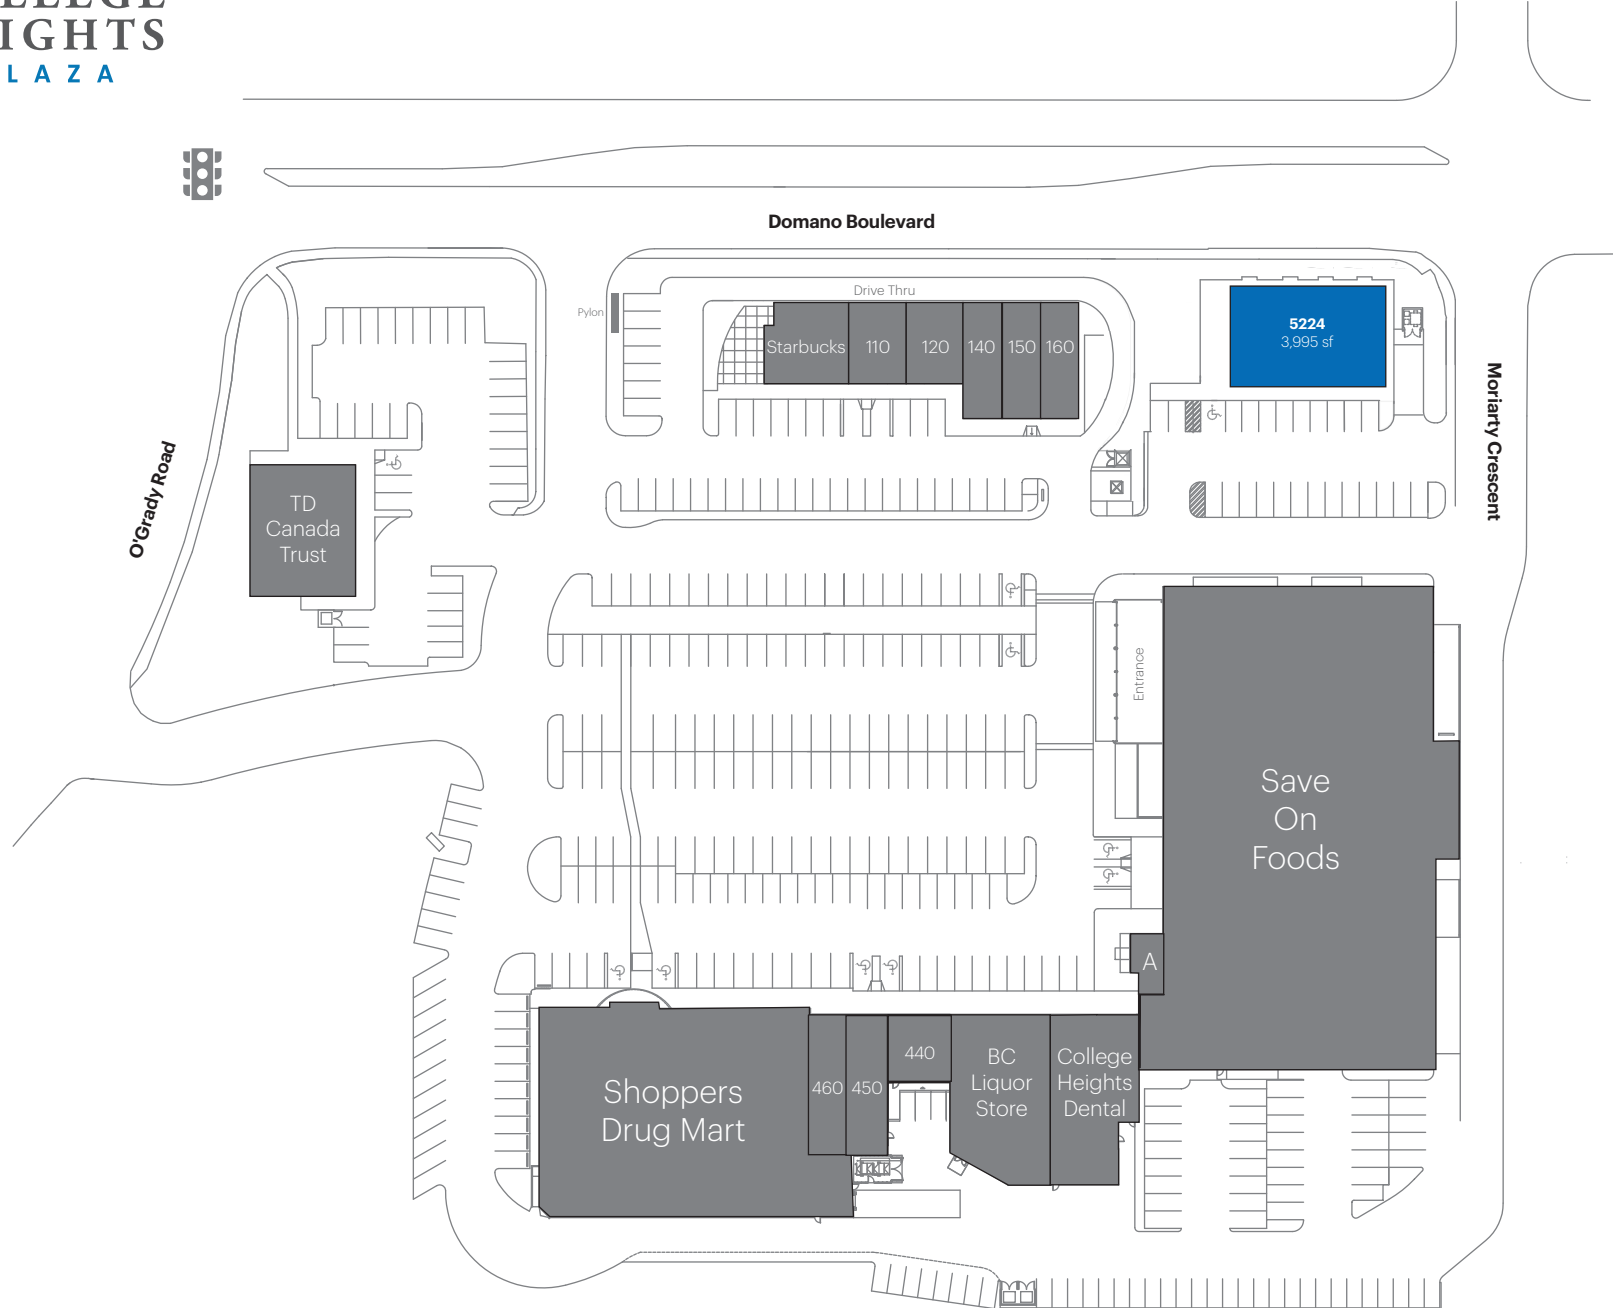 LLEGE
IGHTS
LAZA
Domano Boulevard
Drive Thru
Pylon
Starbucks
110
120
140
150
160
5224
3,995 sf
Moriarty Crescent
O'Grady Road
TD
Canada
Trust
Entrance
Save
On
Foods
A
Shoppers
Drug Mart
460
450
440
BC
Liquor
Store
College
Heights
Dental